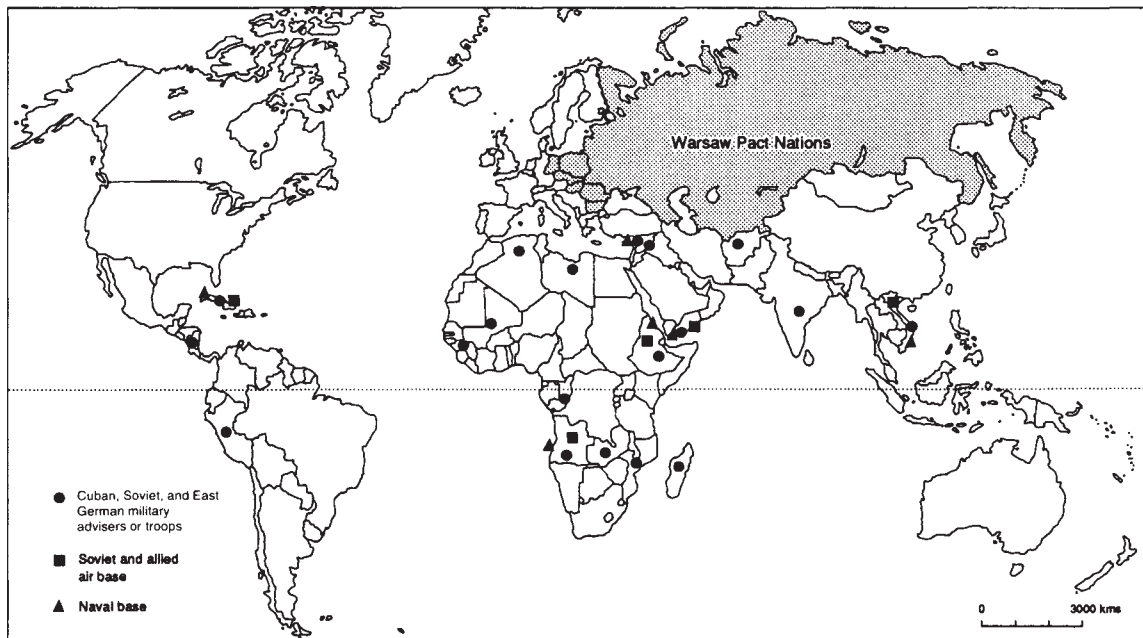 Warsaw Pact Nations
Cuban, Soviet, and East
German military
advisers or troops
Soviet and allied
air base
Naval base
0 3000 kms